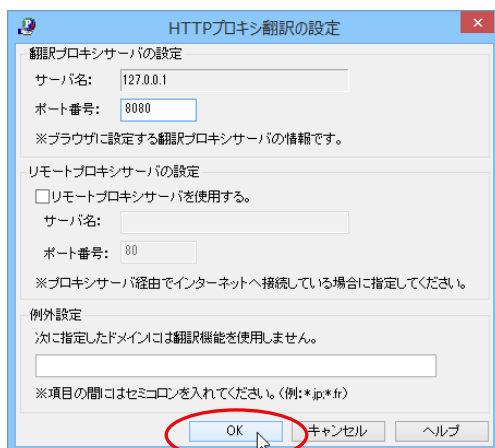 HTTPプロキシ翻訳の設定
翻訳プロキシサーバの設定
サーバ名: 127.0.0.1
ポート番号: 8080
※ブラウザに設定する翻訳プロキシサーバの情報です。
リモートプロキシサーバの設定
リモートプロキシサーバを使用する。
サーバ名:
ポート番号: 80
※プロキシサーバ経由でインターネットへ接続している場合に指定してください。
例外設定
次に指定したドメインには翻訳機能を使用しません。
※項目の間にはセミコロンを入れてください。(例:*.jp;*.fr)
OK キャンセル ヘルプ